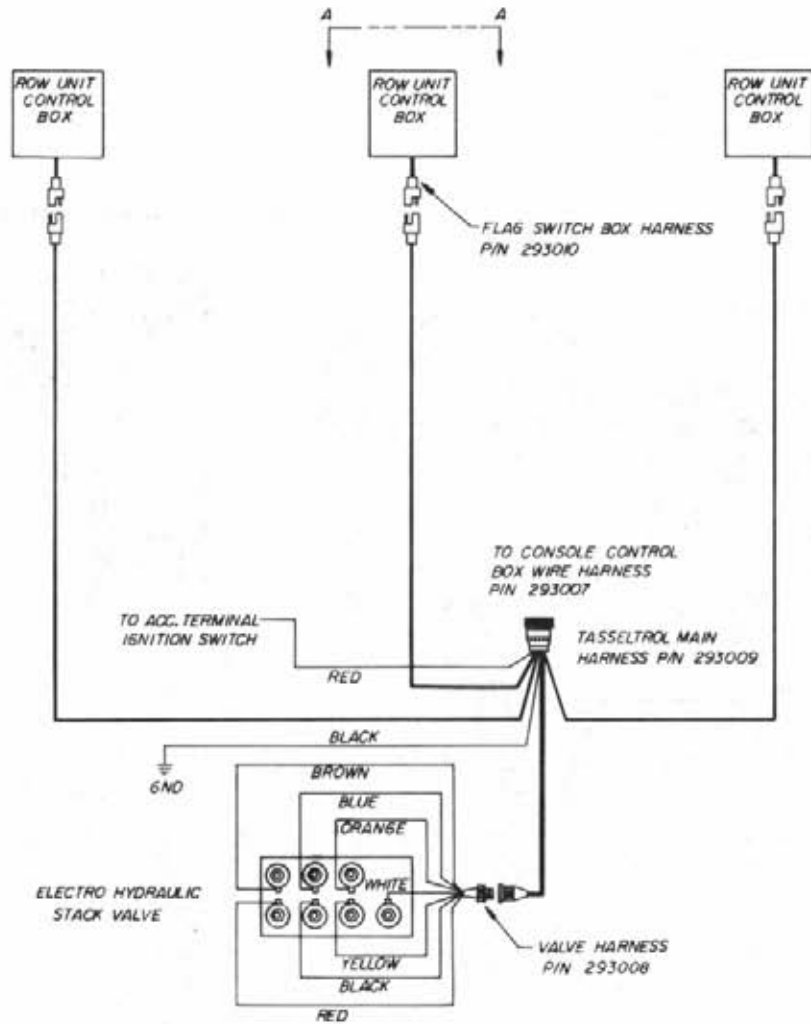 A A
ROW UNIT
CONTROL
BOX
ROW UNIT
CONTROL
BOX
ROW UNIT
CONTROL
BOX
FLAG SWITCH BOX HARNESS
P/N 293010
TO CONSOLE CONTROL
BOX WIRE HARNESS
P/N 293007
TO ACC. TERMINAL
IGNITION SWITCH
TASSELTROL MAIN
HARNESS P/N 293009
RED
BLACK
GND
BROWN
BLUE
ORANGE
WHITE
ELECTRO HYDRAULIC
STACK VALVE
YELLOW
BLACK
RED
VALVE HARNESS
P/N 293008